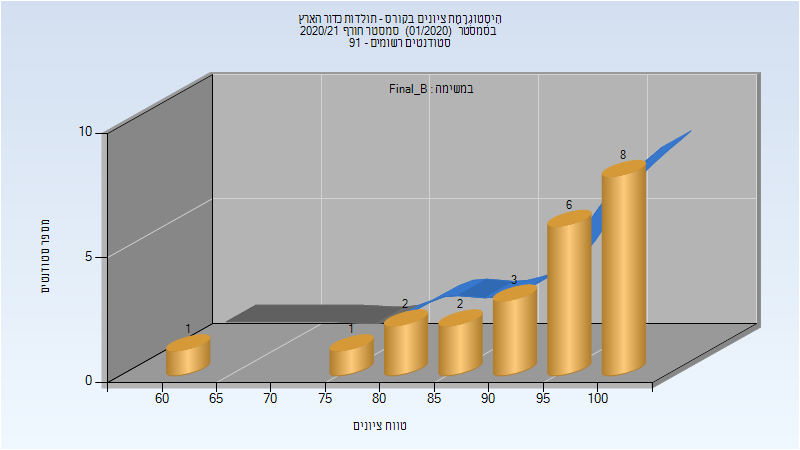 היסטוגרמת ציונים בקורס - תולדות כדור הארץ
בסמסטר (01/2020) סמסטר חורף 2020/21
סטודנטים רשומים - 91
במשימה : Final_B
מספר סטודנטים
10
5
0
1
1
2
2
3
6
8
60 65 70 75 80 85 90 95 100
טווח ציונים